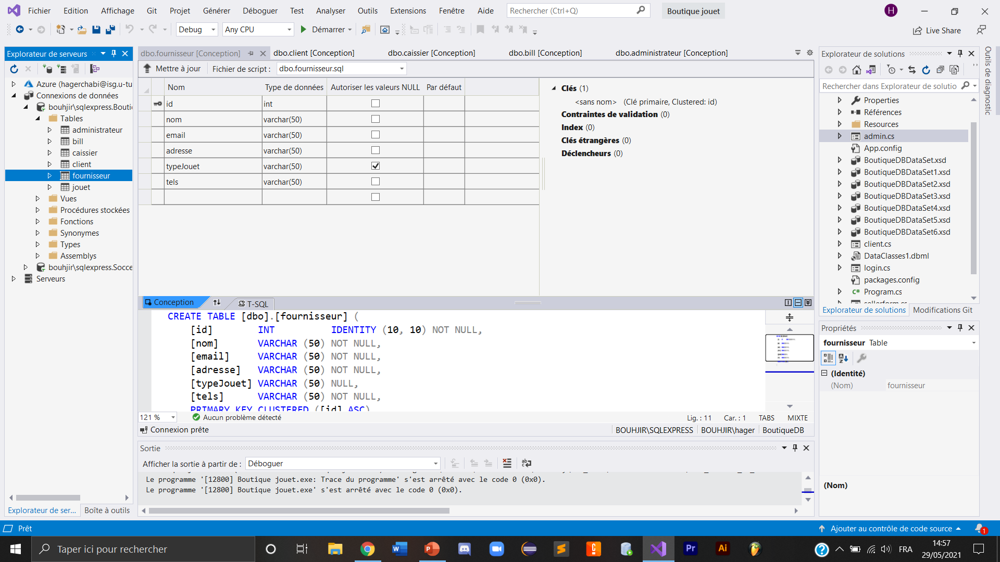 Fichier Edition Affichage Git Projet Générer Déboguer Test Analyser Outils Extensions Fenêtre Aide Rechercher (Ctrl+Q) Boutique jouet H
Debug Any CPU Démarrer Live Share
Explorateur de serveurs
Azure (hagerchabi@isg.u-tu
Connexions de données
bouhjir\sqlexpress.Bouti
Tables
administrateur
bill
caissier
client
fournisseur
jouet
Vues
Procédures stockées
Fonctions
Synonymes
Types
Assemblys
bouhjir\sqlexpress.Socce
Serveurs
Explorateur de ser... Boîte à outils
dbo.fournisseur [Conception] dbo.client [Conception] dbo.caissier [Conception] dbo.bill [Conception] dbo.administrateur [Conception]
Mettre à jour Fichier de script : dbo.fournisseur.sql
Nom Type de données Autoriser les valeurs NULL Par défaut
id int
nom varchar(50)
email varchar(50)
adresse varchar(50)
typeJouet varchar(50)
tels varchar(50)
Clés (1)
<sans nom> (Clé primaire, Clustered: id)
Contraintes de validation (0)
Index (0)
Clés étrangères (0)
Déclencheurs (0)
Conception T-SQL
CREATE TABLE [dbo].[fournisseur] (
[id] INT IDENTITY (10, 10) NOT NULL,
[nom] VARCHAR (50) NOT NULL,
[email] VARCHAR (50) NOT NULL,
[adresse] VARCHAR (50) NOT NULL,
[typeJouet] VARCHAR (50) NULL,
[tels] VARCHAR (50) NOT NULL,
PRIMARY KEY CLUSTERED ([id] ASC)
121 % Aucun problème détecté Lig. : 11 Car. : 1 TABS MIXTE
Connexion prête BOUHJIR\SQLEXPRESS BOUHJIR\hager BoutiqueDB
Sortie
Afficher la sortie à partir de : Déboguer
Le programme '[12800] Boutique jouet.exe: Trace du programme' s'est arrêté avec le code 0 (0x0).
Le programme '[12800] Boutique jouet.exe' s'est arrêté avec le code 0 (0x0).
Explorateur de solutions
Rechercher dans Explorateur de solutio
Properties
Références
Resources
admin.cs
App.config
BoutiqueDBDataSet.xsd
BoutiqueDBDataSet1.xsd
BoutiqueDBDataSet2.xsd
BoutiqueDBDataSet3.xsd
BoutiqueDBDataSet4.xsd
BoutiqueDBDataSet5.xsd
BoutiqueDBDataSet6.xsd
client.cs
DataClasses1.dbml
login.cs
packages.config
C# Program.cs
sellerform.cs
Explorateur de solutions Modifications Git
Propriétés
fournisseur Table
(Identité)
(Nom) fournisseur
(Nom)
Outils de diagnostic
Prêt Ajouter au contrôle de code source 1
Taper ici pour rechercher FRA 14:57
29/05/2021